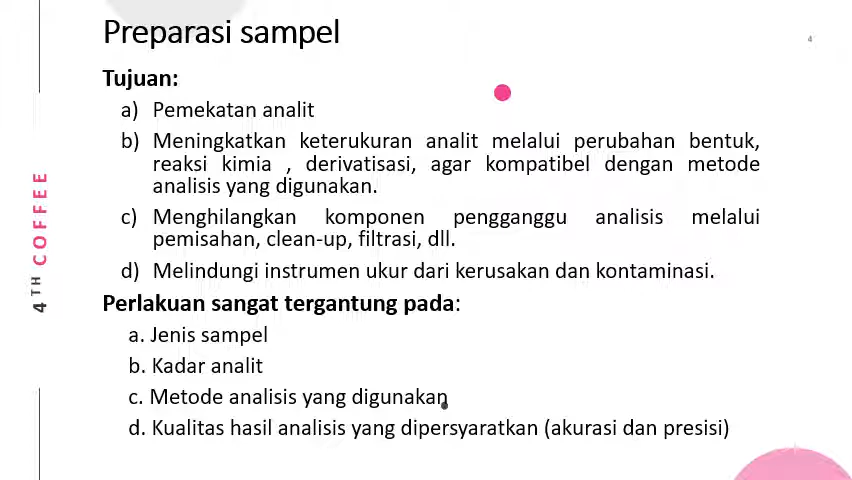 Preparasi sampel
4
Tujuan:
a) Pemekatan analit
b) Meningkatkan keterukuran analit melalui perubahan bentuk,
reaksi kimia , derivatisasi, agar kompatibel dengan metode
analisis yang digunakan.
c) Menghilangkan komponen pengganggu analisis melalui
pemisahan, clean-up, filtrasi, dll.
d) Melindungi instrumen ukur dari kerusakan dan kontaminasi.
Perlakuan sangat tergantung pada:
a. Jenis sampel
b. Kadar analit
c. Metode analisis yang digunakan
d. Kualitas hasil analisis yang dipersyaratkan (akurasi dan presisi)
4TH COFFEE